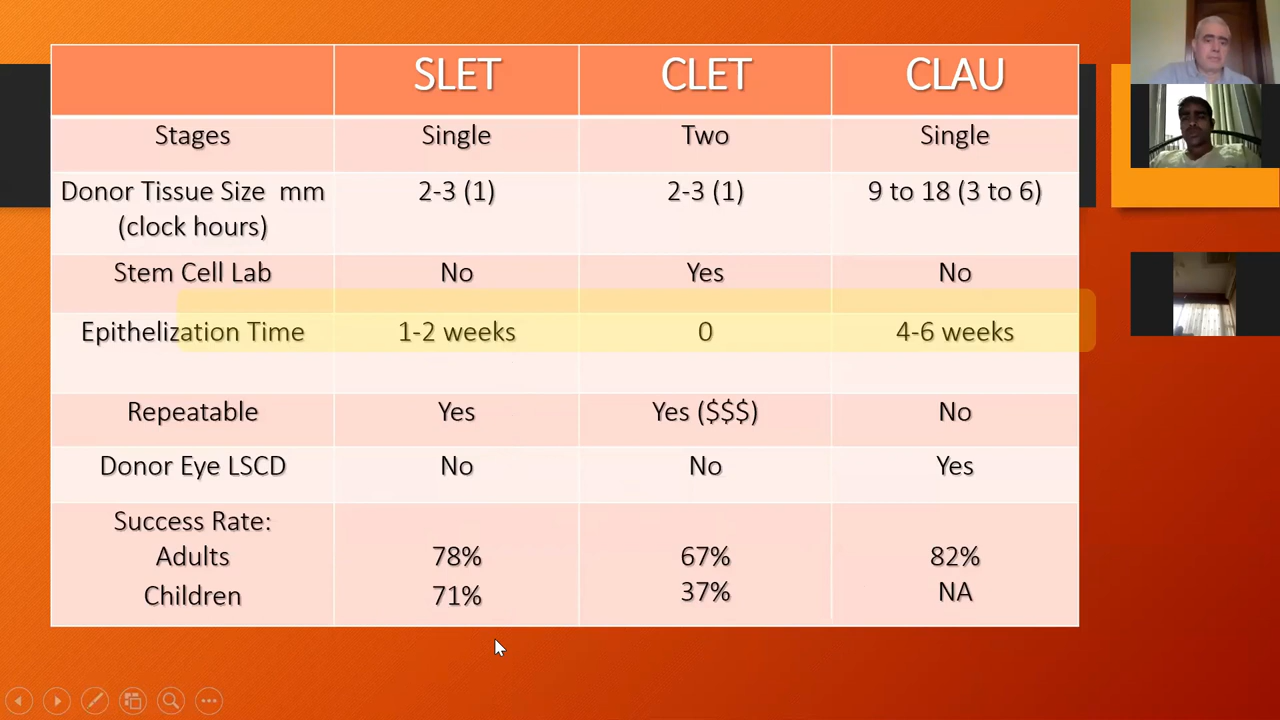 SLET CLET CLAU
Stages Single Two Single
Donor Tissue Size mm 2-3 (1) 2-3 (1) 9 to 18 (3 to 6)
(clock hours)
Stem Cell Lab No Yes No
Epithelization Time 1-2 weeks 0 4-6 weeks
Repeatable Yes Yes ($$$) No
Donor Eye LSCD No No Yes
Success Rate:
Adults 78% 67% 82%
Children 71% 37% NA